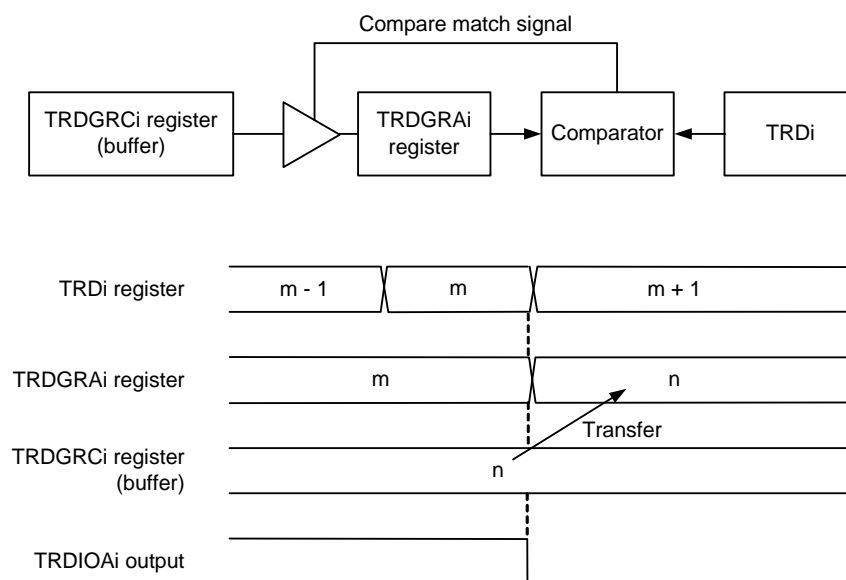 Compare match signal
TRDGRCi register
(buffer)
TRDGRAi
register
Comparator
TRDi
TRDi register
m - 1
m
m + 1
TRDGRAi register
m
n
Transfer
TRDGRCi register
(buffer)
n
TRDIOAi output